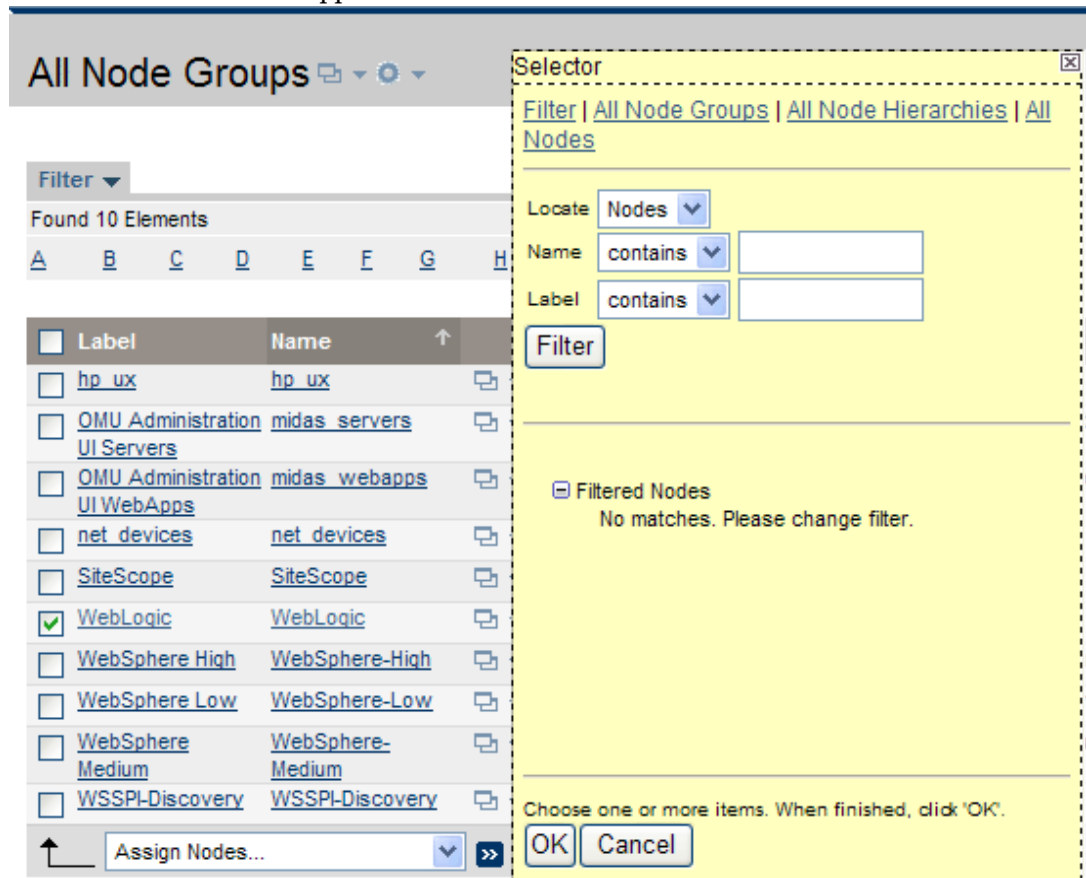 All Node Groups
Filter
Found 10 Elements
A B C D E F G H
Label Name
hp_ux hp_ux
OMU Administration midas_servers
UI Servers
OMU Administration midas_webapps
UI WebApps
net_devices net_devices
SiteScope SiteScope
WebLogic WebLogic
WebSphere High WebSphere-High
WebSphere Low WebSphere-Low
WebSphere WebSphere-
Medium Medium
WSSPI-Discovery WSSPI-Discovery
Assign Nodes...
Selector
Filter | All Node Groups | All Node Hierarchies | All
Nodes
Locate Nodes
Name contains
Label contains
Filter
Filtered Nodes
No matches. Please change filter.
Choose one or more items. When finished, click 'OK'.
OK Cancel